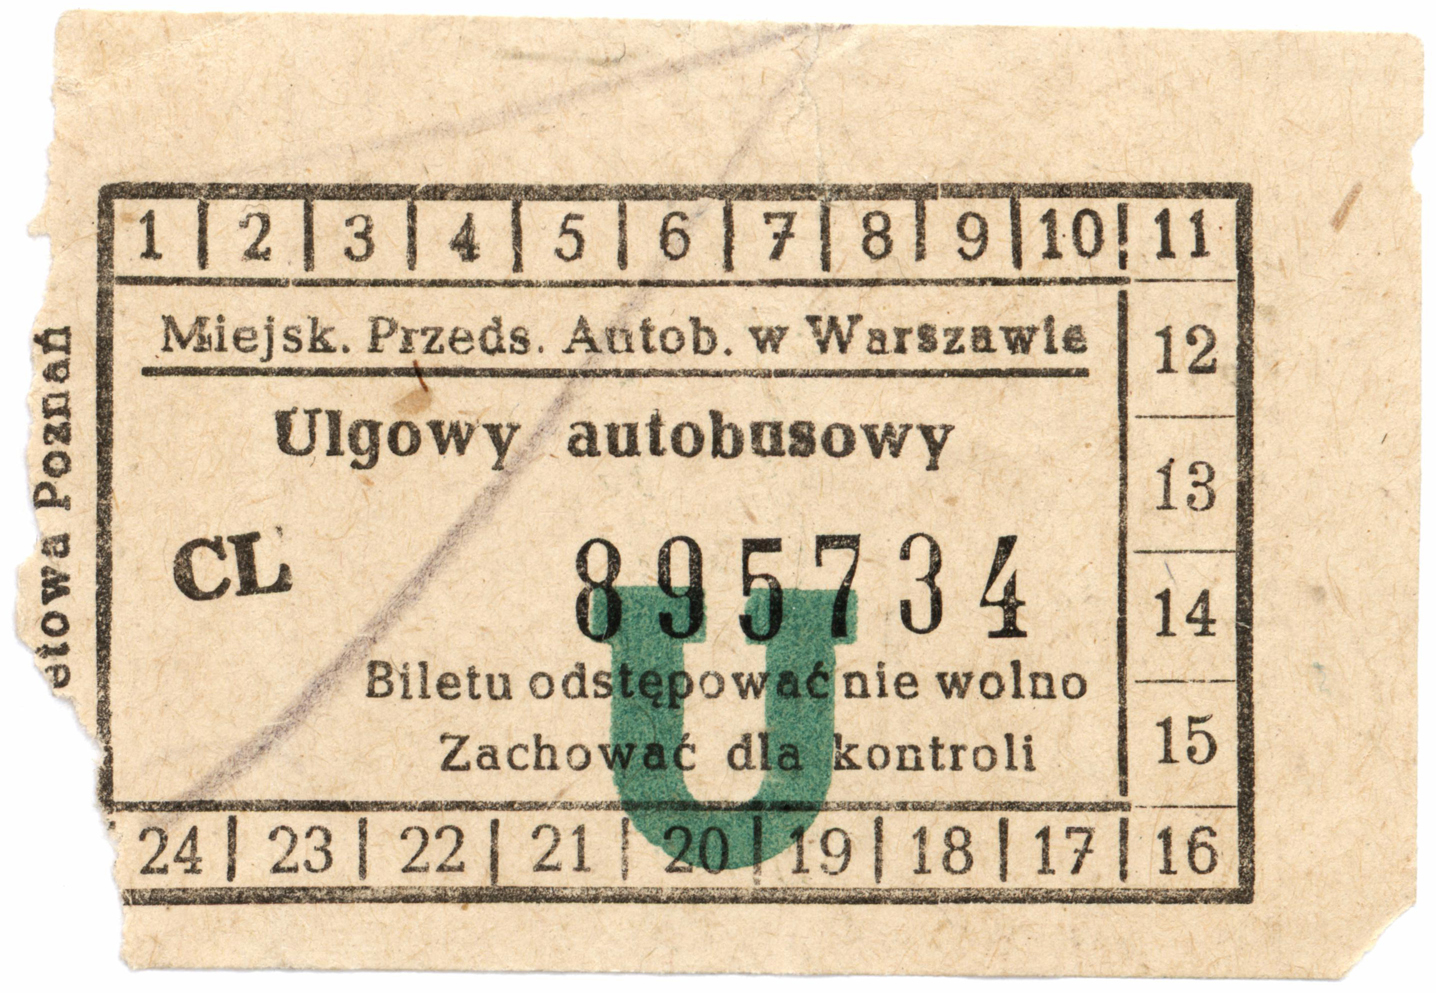 1 2 3 4 5 6 7 8 9 10 11
Miejsk. Przeds. Autob. w Warszawie
12
Ulgowy autobusowy
13
CL 895734
14
U
Biletu odstępować nie wolno
15
Zachować dla kontroli
24 23 22 21 20 19 18 17 16
etowa Poznań